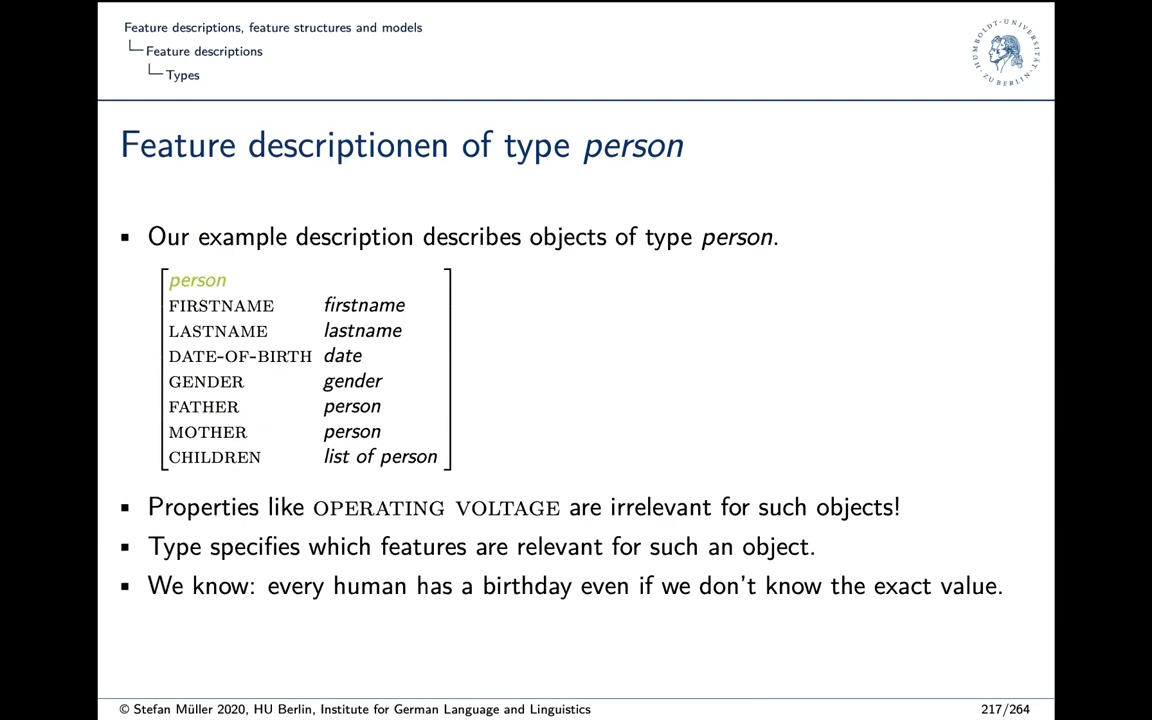 Feature descriptions, feature structures and models
Feature descriptions
Types
HUMBOLDT-UNIVERSITÄT
ZU BERLIN
Feature descriptionen of type person
▪ Our example description describes objects of type person.
person
FIRSTNAME firstname
LASTNAME lastname
DATE-OF-BIRTH date
GENDER gender
FATHER person
MOTHER person
CHILDREN list of person
▪ Properties like OPERATING VOLTAGE are irrelevant for such objects!
▪ Type specifies which features are relevant for such an object.
▪ We know: every human has a birthday even if we don't know the exact value.
© Stefan Müller 2020, HU Berlin, Institute for German Language and Linguistics 217/264